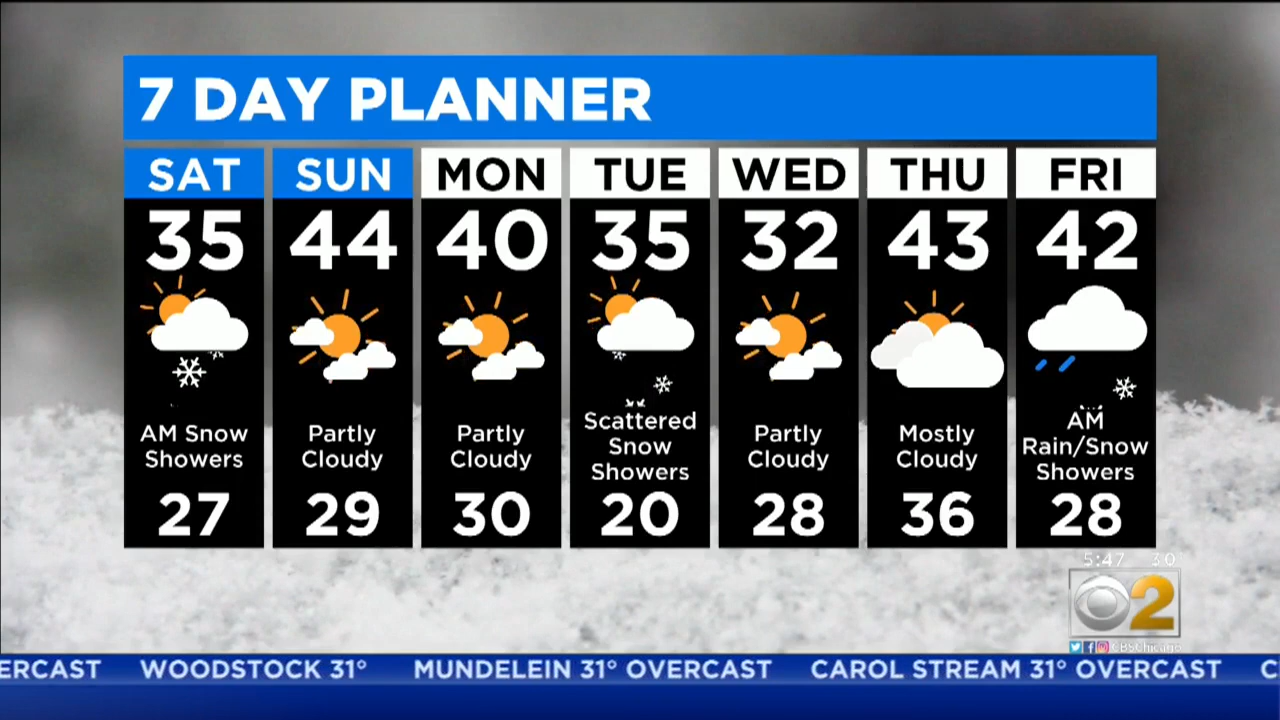 7 DAY PLANNER
SAT SUN MON TUE WED THU FRI
35 44 40 35 32 43 42
AM Snow Showers
Partly Cloudy
Partly Cloudy
Scattered Snow Showers
Partly Cloudy
Mostly Cloudy
AM Rain/Snow Showers
27 29 30 20 28 36 28
5:47 30°
2
@CBSChicago
ERCAST WOODSTOCK 31° MUNDELEIN 31° OVERCAST CAROL STREAM 31° OVERCAST C